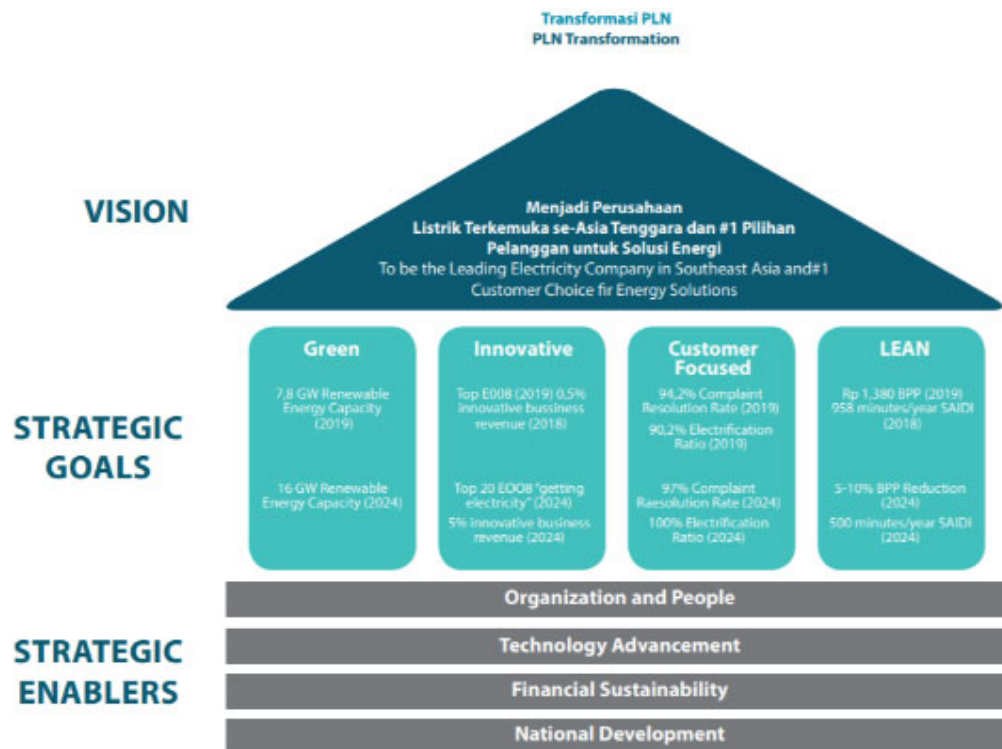 Transformasi PLN
PLN Transformation
VISION
Menjadi Perusahaan
Listrik Terkemuka se-Asia Tenggara dan #1 Pilihan
Pelanggan untuk Solusi Energi
To be the Leading Electricity Company in Southeast Asia and#1
Customer Choice fir Energy Solutions
STRATEGIC
GOALS
Green
7,8 GW Renewable
Energy Capacity
(2019)
16 GW Renewable
Energy Capacity (2024)
Innovative
Top E008 (2019) 0,5%
innovative bussiness
revenue (2018)
Top 20 EOO8 "getting
electricity" (2024)
5% innovative business
revenue (2024)
Customer
Focused
94,2% Complaint
Resolution Rate (2019)
90,2% Electrification
Ratio (2019)
97% Complaint
Raesolution Rate (2024)
100% Electrification
Ratio (2024)
LEAN
Rp 1,380 BPP (2019)
958 minutes/year SAIDI
(2018)
5-10% BPP Reduction
(2024)
500 minutes/year SAIDI
(2024)
STRATEGIC
ENABLERS
Organization and People
Technology Advancement
Financial Sustainability
National Development